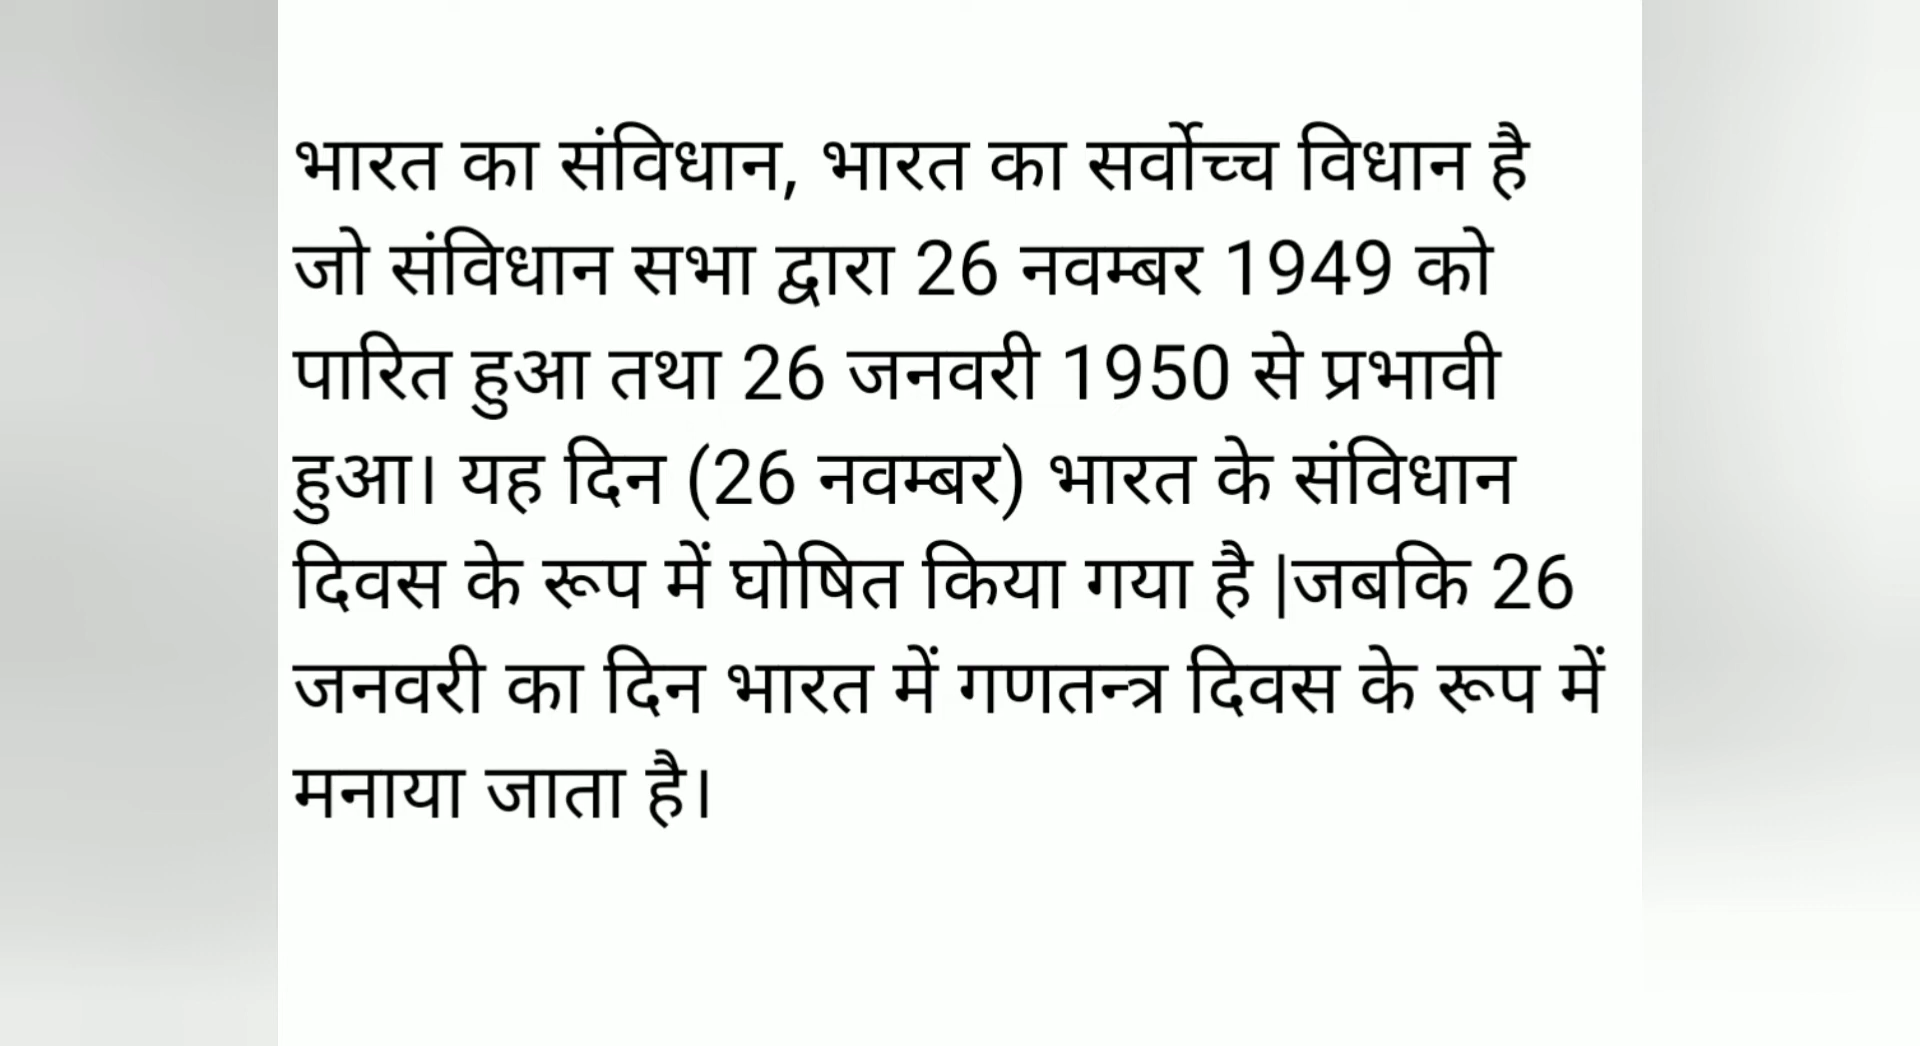 भारत का संविधान, भारत का सर्वोच्च विधान है
जो संविधान सभा द्वारा 26 नवम्बर 1949 को
पारित हुआ तथा 26 जनवरी 1950 से प्रभावी
हुआ। यह दिन (26 नवम्बर) भारत के संविधान
दिवस के रूप में घोषित किया गया है |जबकि 26
जनवरी का दिन भारत में गणतन्त्र दिवस के रूप में
मनाया जाता है।